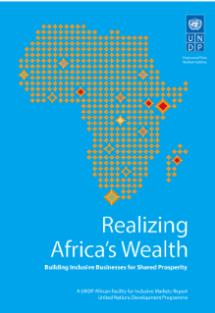 U N
D P
Realizing
Africa's Wealth
Building Inclusive Businesses for Shared Prosperity
A UNDP African Facility for Inclusive Markets Report
United Nations Development Programme